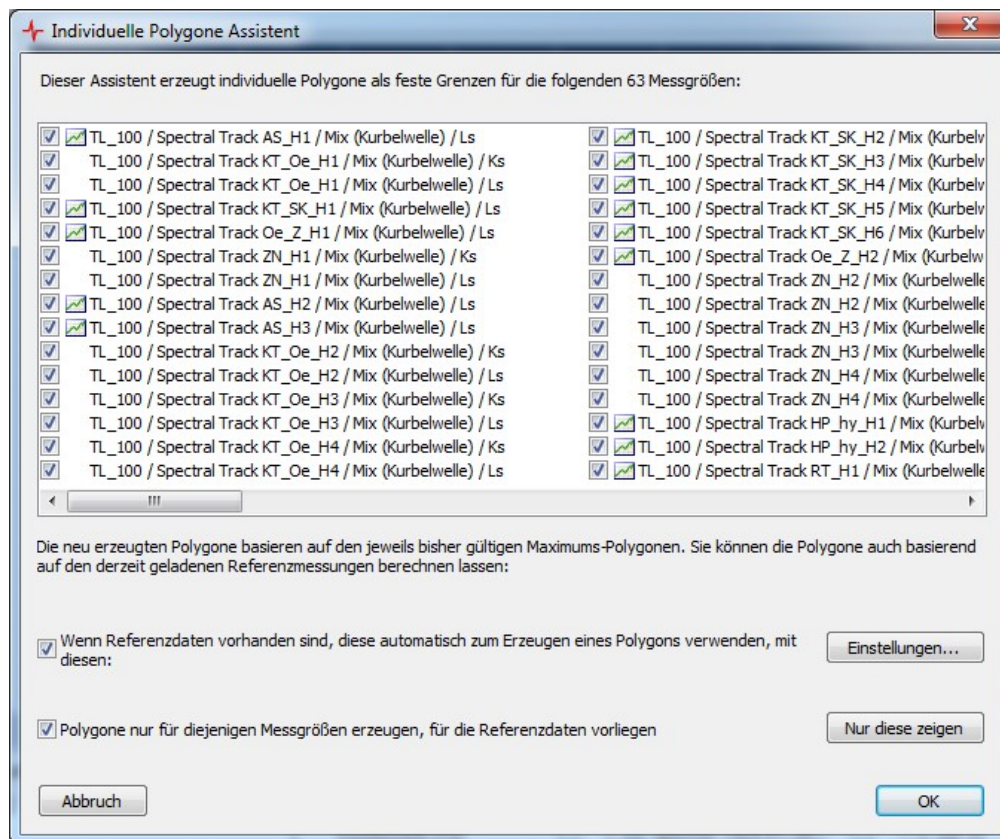 Individuelle Polygone Assistent
Dieser Assistent erzeugt individuelle Polygone als feste Grenzen für die folgenden 63 Messgrößen:
TL_100 / Spectral Track AS_H1 / Mix (Kurbelwelle) / Ls
TL_100 / Spectral Track KT_Oe_H1 / Mix (Kurbelwelle) / Ks
TL_100 / Spectral Track KT_Oe_H1 / Mix (Kurbelwelle) / Ls
TL_100 / Spectral Track KT_SK_H1 / Mix (Kurbelwelle) / Ls
TL_100 / Spectral Track Oe_Z_H1 / Mix (Kurbelwelle) / Ls
TL_100 / Spectral Track ZN_H1 / Mix (Kurbelwelle) / Ks
TL_100 / Spectral Track ZN_H1 / Mix (Kurbelwelle) / Ls
TL_100 / Spectral Track AS_H2 / Mix (Kurbelwelle) / Ls
TL_100 / Spectral Track AS_H3 / Mix (Kurbelwelle) / Ls
TL_100 / Spectral Track KT_Oe_H2 / Mix (Kurbelwelle) / Ks
TL_100 / Spectral Track KT_Oe_H2 / Mix (Kurbelwelle) / Ls
TL_100 / Spectral Track KT_Oe_H3 / Mix (Kurbelwelle) / Ks
TL_100 / Spectral Track KT_Oe_H3 / Mix (Kurbelwelle) / Ls
TL_100 / Spectral Track KT_Oe_H4 / Mix (Kurbelwelle) / Ks
TL_100 / Spectral Track KT_Oe_H4 / Mix (Kurbelwelle) / Ls
TL_100 / Spectral Track KT_SK_H2 / Mix (Kurbelw
TL_100 / Spectral Track KT_SK_H3 / Mix (Kurbelw
TL_100 / Spectral Track KT_SK_H4 / Mix (Kurbelw
TL_100 / Spectral Track KT_SK_H5 / Mix (Kurbelw
TL_100 / Spectral Track KT_SK_H6 / Mix (Kurbelw
TL_100 / Spectral Track Oe_Z_H2 / Mix (Kurbelw
TL_100 / Spectral Track ZN_H2 / Mix (Kurbelwelle
TL_100 / Spectral Track ZN_H2 / Mix (Kurbelwelle
TL_100 / Spectral Track ZN_H3 / Mix (Kurbelwelle
TL_100 / Spectral Track ZN_H3 / Mix (Kurbelwelle
TL_100 / Spectral Track ZN_H4 / Mix (Kurbelwelle
TL_100 / Spectral Track ZN_H4 / Mix (Kurbelwelle
TL_100 / Spectral Track HP_hy_H1 / Mix (Kurbelw
TL_100 / Spectral Track HP_hy_H2 / Mix (Kurbelw
TL_100 / Spectral Track RT_H1 / Mix (Kurbelwelle
Die neu erzeugten Polygone basieren auf den jeweils bisher gültigen Maximums-Polygonen. Sie können die Polygone auch basierend
auf den derzeit geladenen Referenzmessungen berechnen lassen:
Wenn Referenzdaten vorhanden sind, diese automatisch zum Erzeugen eines Polygons verwenden, mit
diesen:
Einstellungen...
Polygone nur für diejenigen Messgrößen erzeugen, für die Referenzdaten vorliegen
Nur diese zeigen
Abbruch
OK